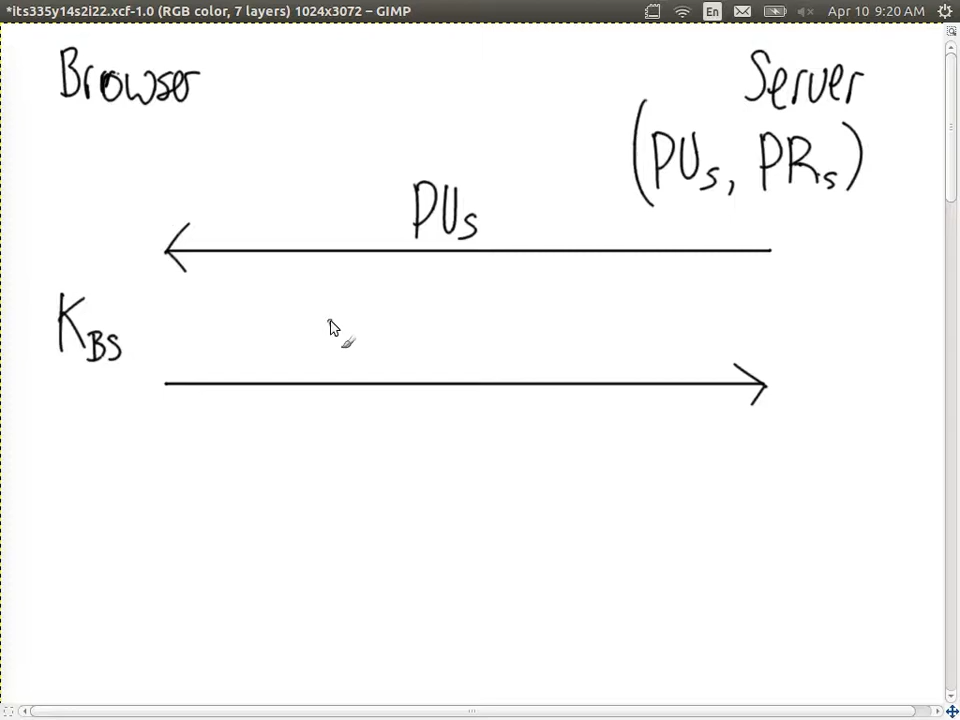 *its335y14s2i22.xcf-1.0 (RGB color, 7 layers) 1024x3072 – GIMP
En
Apr 10 9:20 AM
Browser
Server
(PUs, PRs)
PUs
KBS